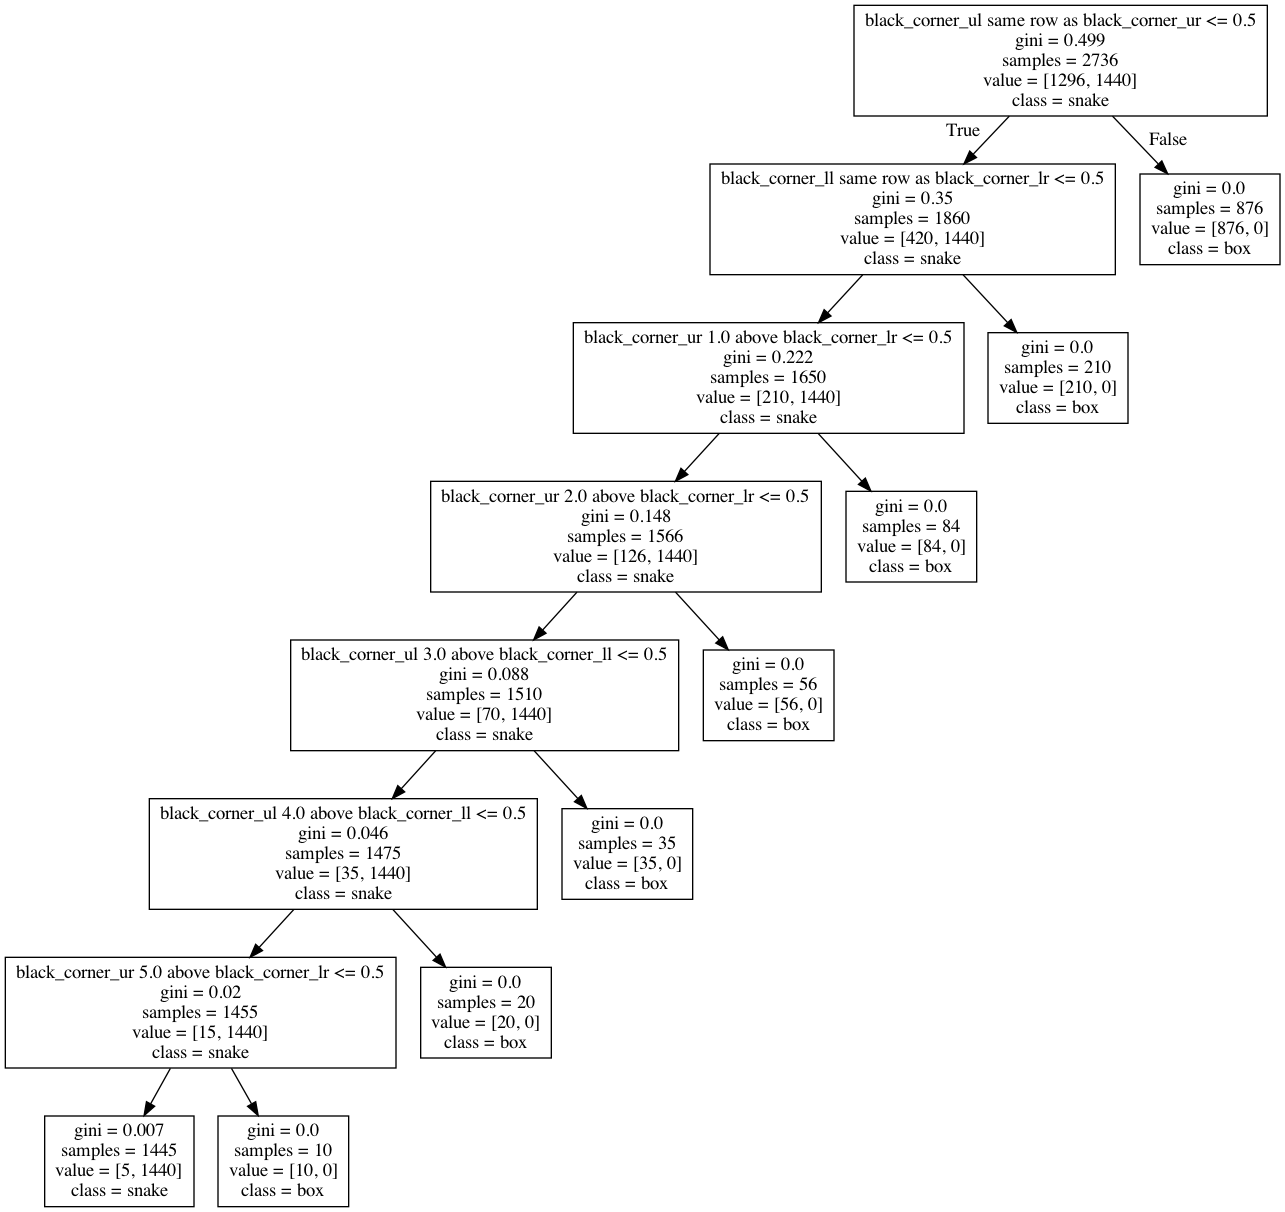 black_corner_ul same row as black_corner_ur <= 0.5
gini = 0.499
samples = 2736
value = [1296, 1440]
class = snake
True
False
black_corner_ll same row as black_corner_lr <= 0.5
gini = 0.35
samples = 1860
value = [420, 1440]
class = snake
gini = 0.0
samples = 876
value = [876, 0]
class = box
black_corner_ur 1.0 above black_corner_lr <= 0.5
gini = 0.222
samples = 1650
value = [210, 1440]
class = snake
gini = 0.0
samples = 210
value = [210, 0]
class = box
black_corner_ur 2.0 above black_corner_lr <= 0.5
gini = 0.148
samples = 1566
value = [126, 1440]
class = snake
gini = 0.0
samples = 84
value = [84, 0]
class = box
black_corner_ul 3.0 above black_corner_ll <= 0.5
gini = 0.088
samples = 1510
value = [70, 1440]
class = snake
gini = 0.0
samples = 56
value = [56, 0]
class = box
black_corner_ul 4.0 above black_corner_ll <= 0.5
gini = 0.046
samples = 1475
value = [35, 1440]
class = snake
gini = 0.0
samples = 35
value = [35, 0]
class = box
black_corner_ur 5.0 above black_corner_lr <= 0.5
gini = 0.02
samples = 1455
value = [15, 1440]
class = snake
gini = 0.0
samples = 20
value = [20, 0]
class = box
gini = 0.007
samples = 1445
value = [5, 1440]
class = snake
gini = 0.0
samples = 10
value = [10, 0]
class = box